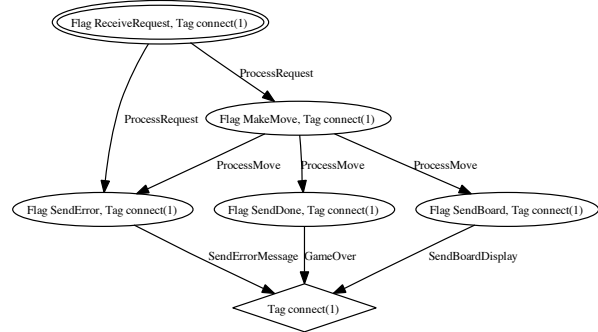 Flag ReceiveRequest, Tag connect(1)
ProcessRequest
Flag MakeMove, Tag connect(1)
ProcessRequest
ProcessMove
ProcessMove
ProcessMove
Flag SendError, Tag connect(1)
Flag SendDone, Tag connect(1)
Flag SendBoard, Tag connect(1)
SendErrorMessage
GameOver
SendBoardDisplay
Tag connect(1)